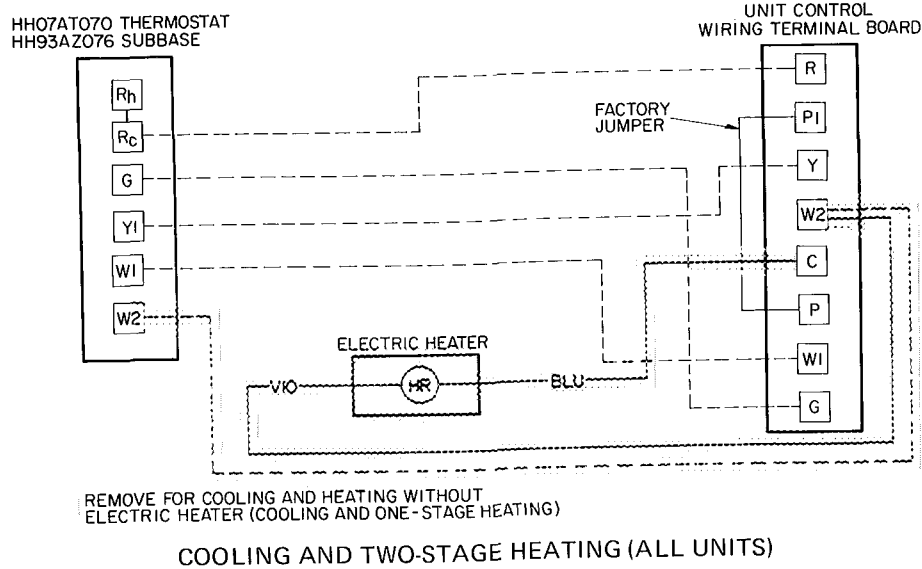 HH07AT070 THERMOSTAT
HH93AZ076 SUBBASE
UNIT CONTROL
WIRING TERMINAL BOARD
Rh
Rc
G
Y1
W1
W2
FACTORY
JUMPER
R
P1
Y
W2
C
P
W1
G
ELECTRIC HEATER
VIO
HR
BLU
REMOVE FOR COOLING AND HEATING WITHOUT
ELECTRIC HEATER (COOLING AND ONE-STAGE HEATING)
COOLING AND TWO-STAGE HEATING (ALL UNITS)